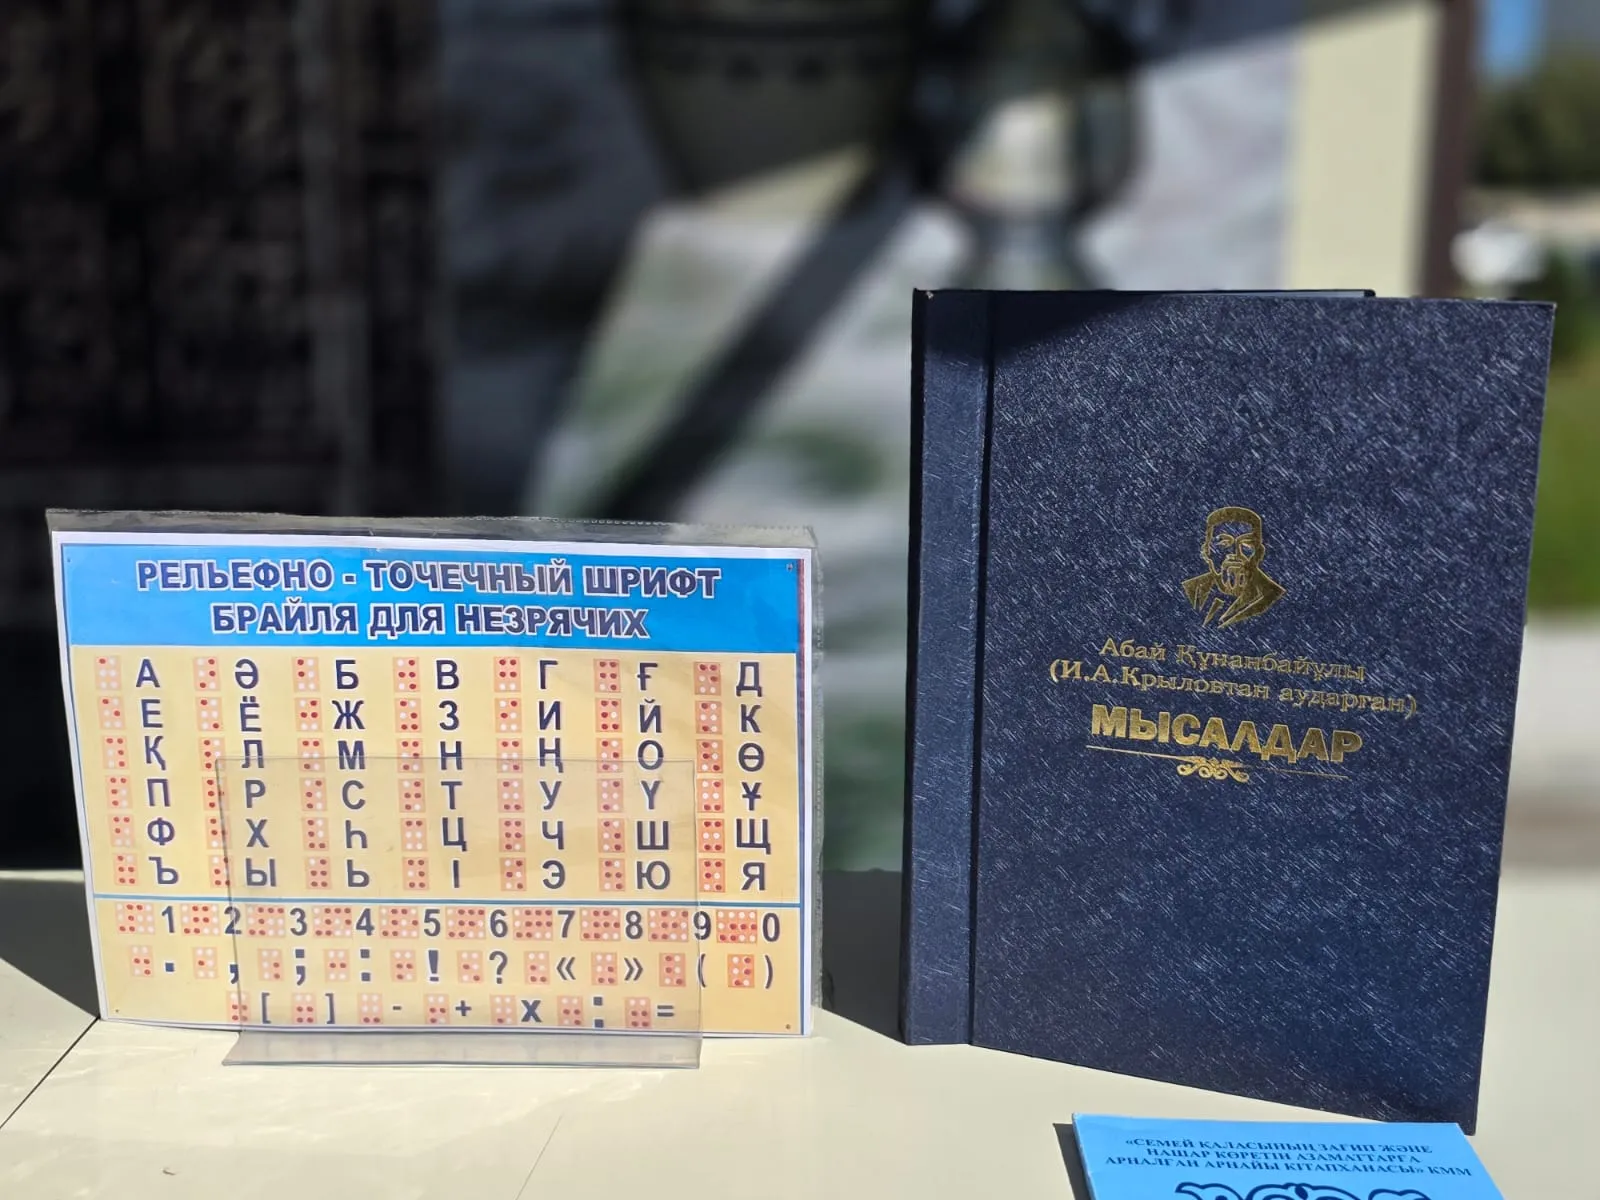 РЕЛЬЕФНО - ТОЧЕЧНЫЙ ШРИФТ
БРАЙЛЯ ДЛЯ НЕЗРЯЧИХ
А Ә Б В Г Ғ Д
Е Ё Ж З И Й К
Қ Л М Н Ң О Ө
П Р С Т У Ү Ұ
Ф Х Һ Ц Ч Ш Щ
Ъ Ы Ь І Э Ю Я
1 2 3 4 5 6 7 8 9 0
. , ; : ! ? « » ( )
[ ] - + x : =
Абай Құнанбайұлы
(И.А.Крыловтан аударған)
МЫСАЛДАР
«СЕМЕЙ ҚАЛАСЫНЫҢ ЗАҒИП ЖӘНЕ
НАШАР КӨРЕТІН АЗАМАТТАРҒА
АРНАЛҒАН АРНАЙЫ КІТАПХАНАСЫ» КММ